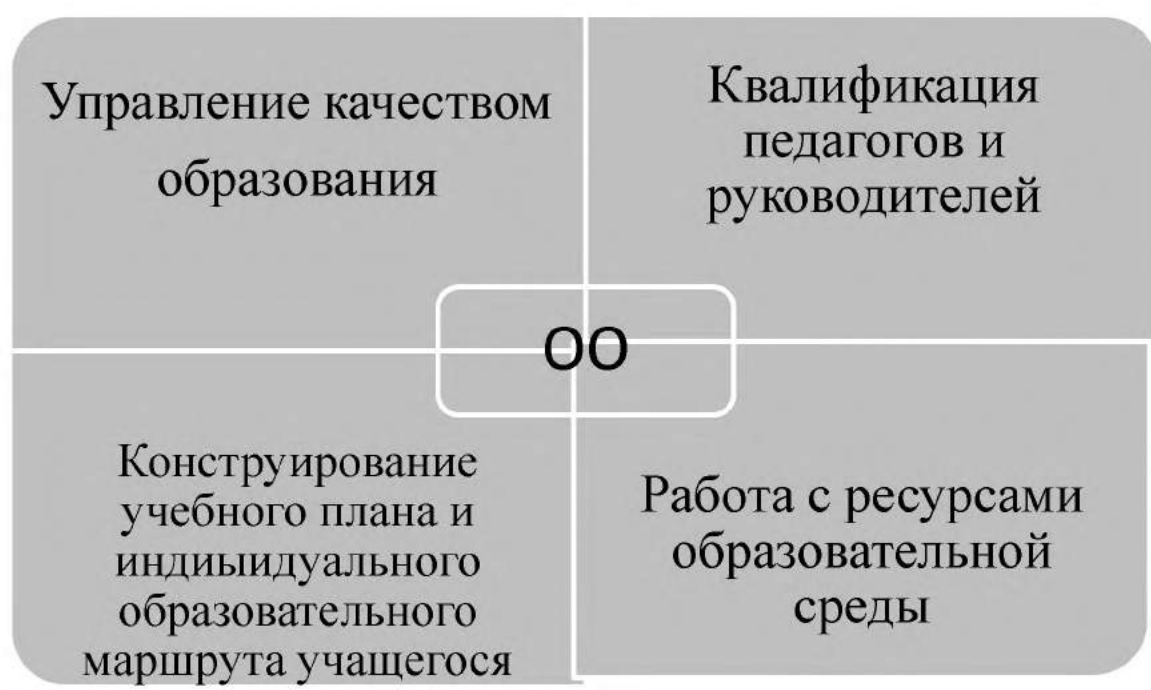 Управление качеством
образования
Квалификация
педагогов и
руководителей
ОО
Конструирование
учебного плана и
индиыидуального
образовательного
маршрута учащегося
Работа с ресурсами
образовательной
среды